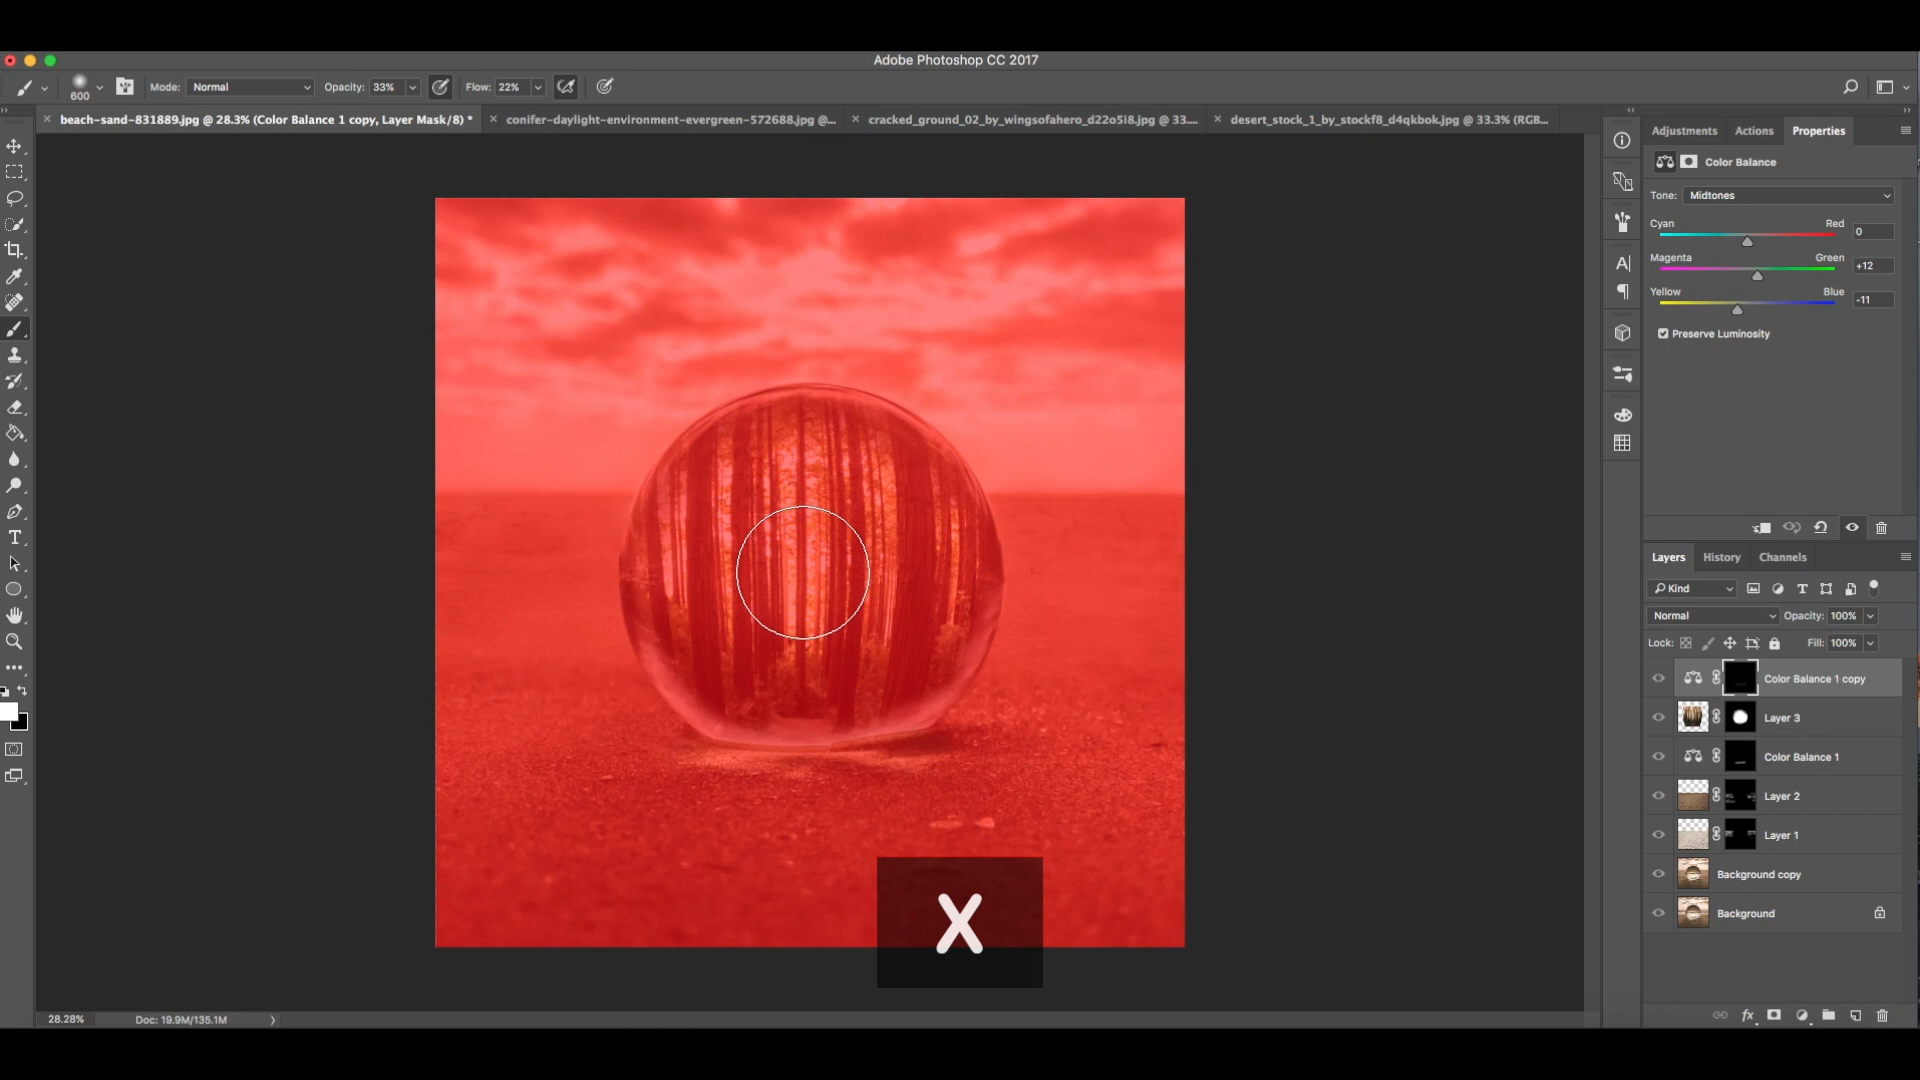 Adobe Photoshop CC 2017
600
Mode: Normal
Opacity: 33%
Flow: 22%
beach-sand-831889.jpg @ 28.3% (Color Balance 1 copy, Layer Mask/8) *
conifer-daylight-environment-evergreen-572688.jpg @...
cracked_ground_02_by_wingsofahero_d22o5i8.jpg @ 33....
desert_stock_1_by_stockf8_d4qkbok.jpg @ 33.3% (RGB...
Adjustments
Actions
Properties
Color Balance
Tone: Midtones
Cyan
Red
0
Magenta
Green
+12
Yellow
Blue
-11
Preserve Luminosity
Layers
History
Channels
Kind
Normal
Opacity: 100%
Lock:
Fill: 100%
Color Balance 1 copy
Layer 3
Color Balance 1
Layer 2
Layer 1
Background copy
Background
X
28.28%
Doc: 19.9M/135.1M